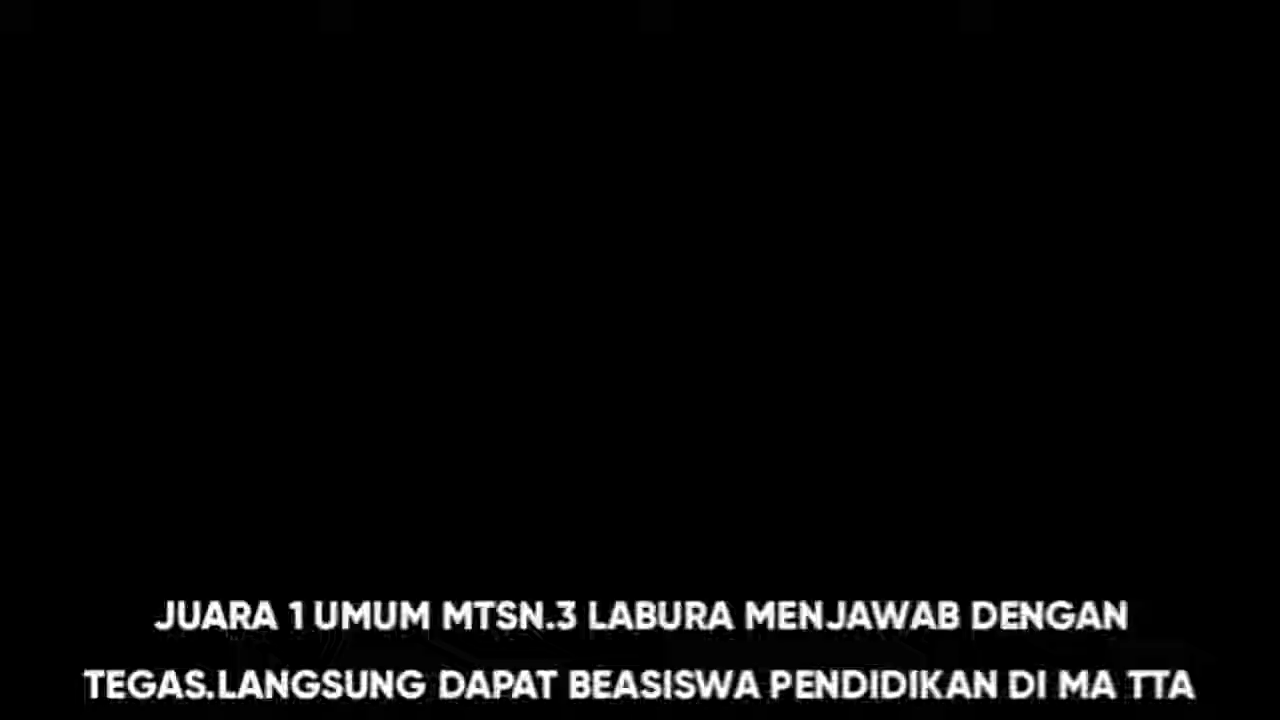 JUARA 1 UMUM MTSN.3 LABURA MENJAWAB DENGAN
TEGAS.LANGSUNG DAPAT BEASISWA PENDIDIKAN DI MA TTA